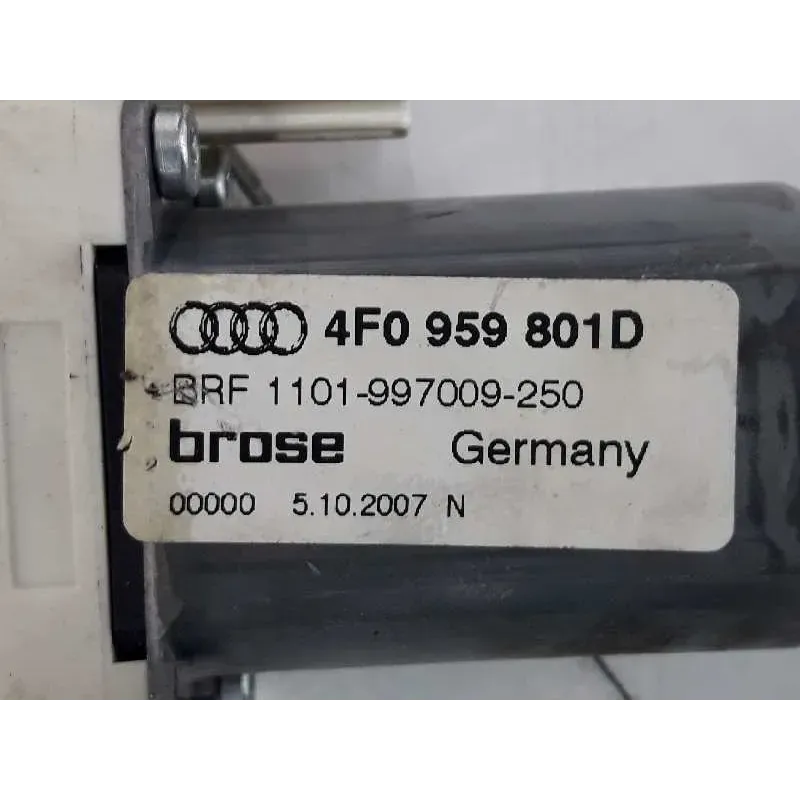 4F0 959 801D
BRF 1101-997009-250
brose Germany
00000 5.10.2007 N